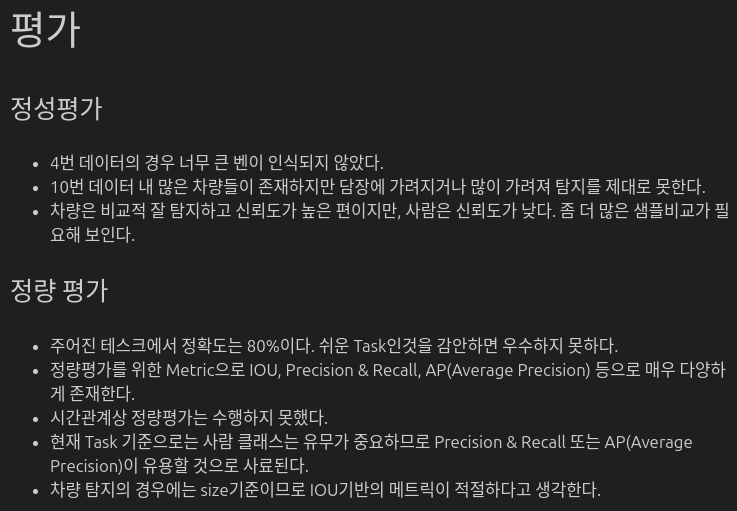 평가
정성평가
• 4번 데이터의 경우 너무 큰 벤이 인식되지 않았다.
• 10번 데이터 내 많은 차량들이 존재하지만 담장에 가려지거나 많이 가려져 탐지를 제대로 못한다.
• 차량은 비교적 잘 탐지하고 신뢰도가 높은 편이지만, 사람은 신뢰도가 낮다. 좀 더 많은 샘플비교가 필
요해 보인다.
정량 평가
• 주어진 테스크에서 정확도는 80%이다. 쉬운 Task인것을 감안하면 우수하지 못하다.
• 정량평가를 위한 Metric으로 IOU, Precision & Recall, AP(Average Precision) 등으로 매우 다양하
게 존재한다.
• 시간관계상 정량평가는 수행하지 못했다.
• 현재 Task 기준으로는 사람 클래스는 유무가 중요하므로 Precision & Recall 또는 AP(Average
Precision)이 유용할 것으로 사료된다.
• 차량 탐지의 경우에는 size기준이므로 IOU기반의 메트릭이 적절하다고 생각한다.